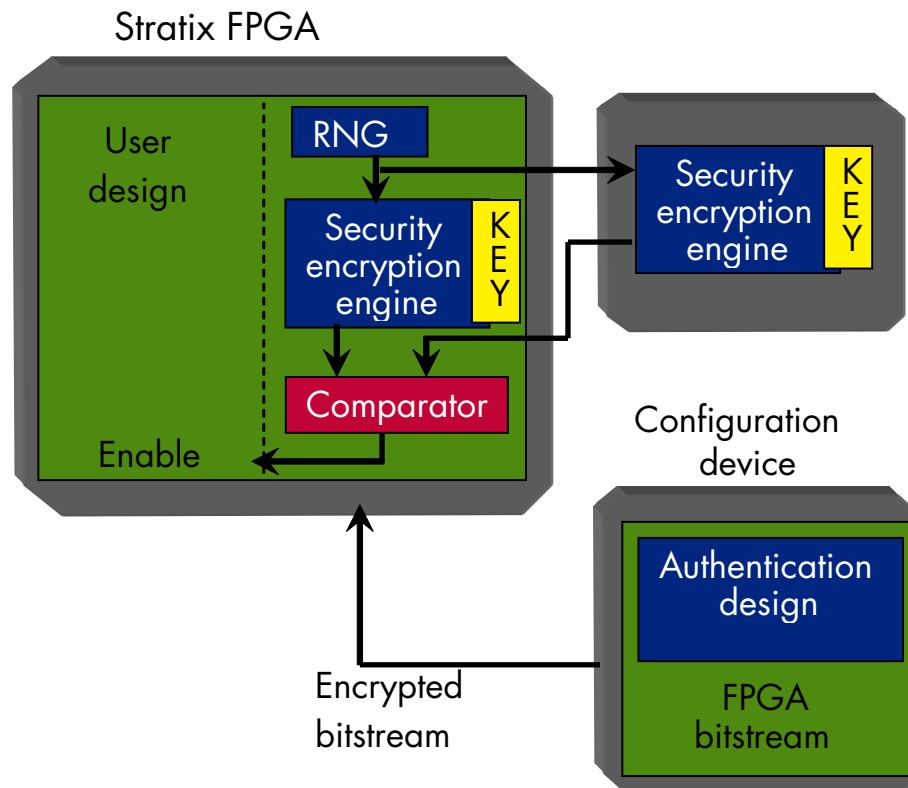 Stratix FPGA
User
design
RNG
Security
encryption
engine
K
E
Y
Comparator
Enable
Security
encryption
engine
K
E
Y
Configuration
device
Authentication
design
FPGA
bitstream
Encrypted
bitstream